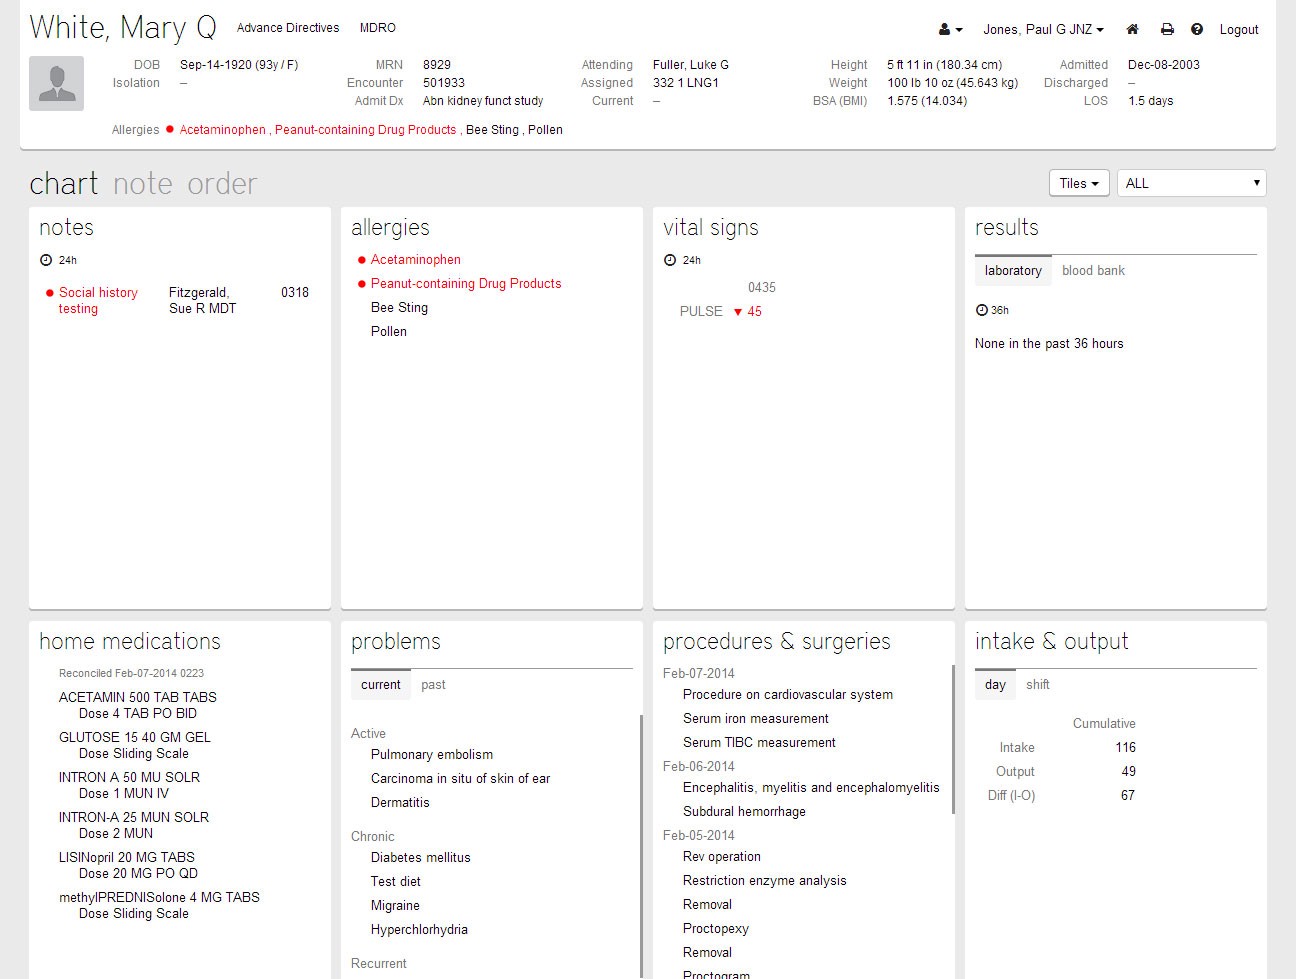 White, Mary Q Advance Directives MDRO Jones, Paul G JNZ Logout
DOB Sep-14-1920 (93y / F) MRN 8929 Attending Fuller, Luke G Height 5 ft 11 in (180.34 cm) Admitted Dec-08-2003
Isolation – Encounter 501933 Assigned 332 1 LNG1 Weight 100 lb 10 oz (45.643 kg) Discharged –
Admit Dx Abn kidney funct study Current – BSA (BMI) 1.575 (14.034) LOS 1.5 days
Allergies Acetaminophen , Peanut-containing Drug Products , Bee Sting , Pollen
chart note order Tiles ALL
notes
24h
Social history testing Fitzgerald, Sue R MDT 0318
allergies
Acetaminophen
Peanut-containing Drug Products
Bee Sting
Pollen
vital signs
24h
0435
PULSE ▼ 45
results
laboratory blood bank
36h
None in the past 36 hours
home medications
Reconciled Feb-07-2014 0223
ACETAMIN 500 TAB TABS
Dose 4 TAB PO BID
GLUTOSE 15 40 GM GEL
Dose Sliding Scale
INTRON A 50 MU SOLR
Dose 1 MUN IV
INTRON-A 25 MUN SOLR
Dose 2 MUN
LISINopril 20 MG TABS
Dose 20 MG PO QD
methylPREDNISolone 4 MG TABS
Dose Sliding Scale
problems
current past
Active
Pulmonary embolism
Carcinoma in situ of skin of ear
Dermatitis
Chronic
Diabetes mellitus
Test diet
Migraine
Hyperchlorhydria
Recurrent
procedures & surgeries
Feb-07-2014
Procedure on cardiovascular system
Serum iron measurement
Serum TIBC measurement
Feb-06-2014
Encephalitis, myelitis and encephalomyelitis
Subdural hemorrhage
Feb-05-2014
Rev operation
Restriction enzyme analysis
Removal
Proctopexy
Removal
Proctogram
intake & output
day shift
Cumulative
Intake 116
Output 49
Diff (I-O) 67